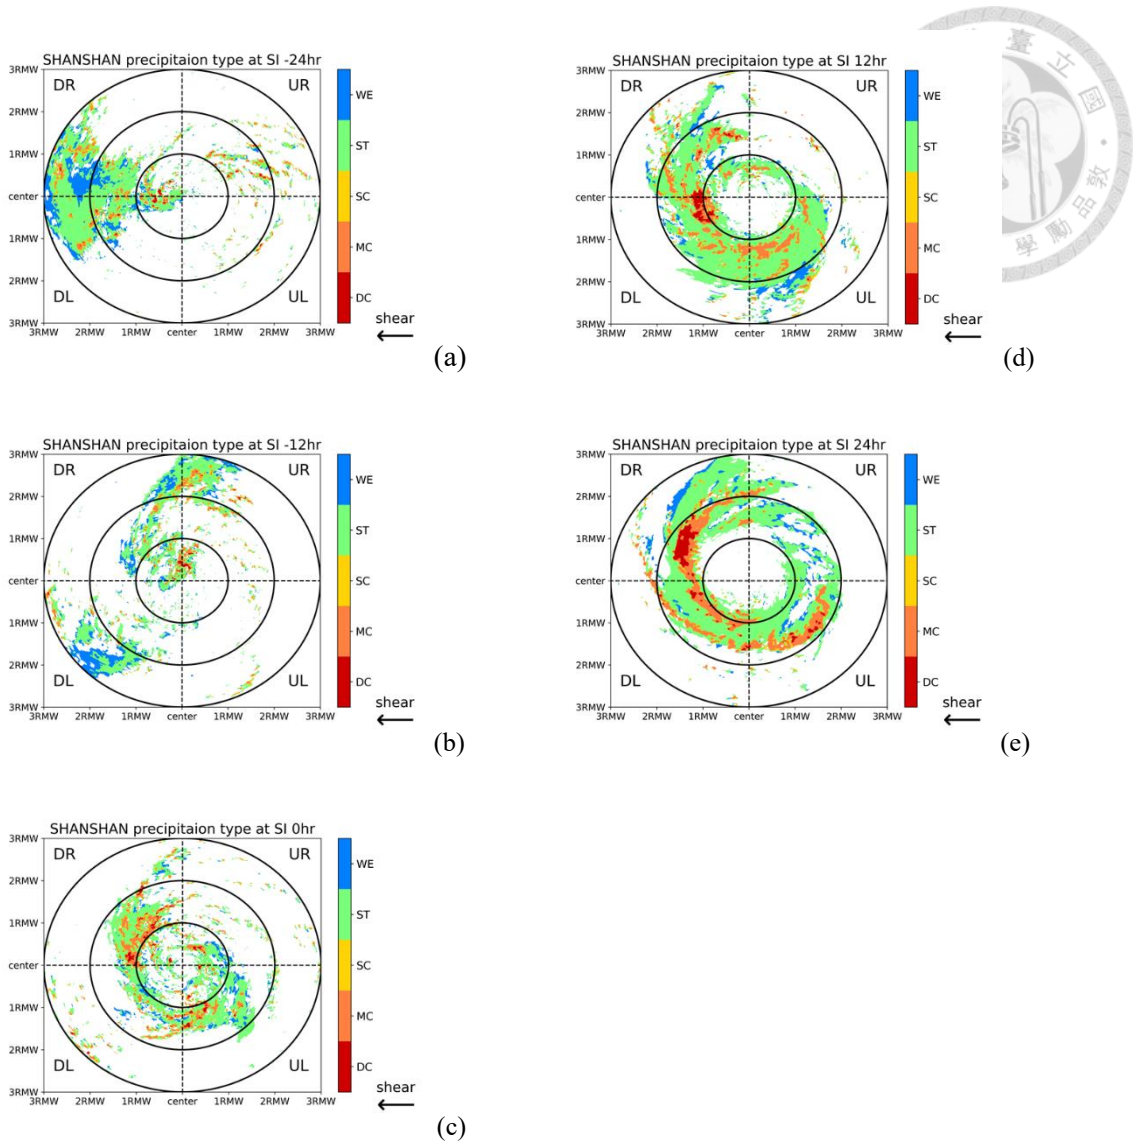 SHANSHAN precipitaion type at SI -24hr
3RMW
DR
UR
2RMW
1RMW
center
1RMW
2RMW
DL
UL
3RMW
3RMW 2RMW 1RMW center 1RMW 2RMW 3RMW
WE
ST
SC
MC
DC
shear
(a)
SHANSHAN precipitaion type at SI -12hr
3RMW
DR
UR
2RMW
1RMW
center
1RMW
2RMW
DL
UL
3RMW
3RMW 2RMW 1RMW center 1RMW 2RMW 3RMW
WE
ST
SC
MC
DC
shear
(b)
SHANSHAN precipitaion type at SI 0hr
3RMW
DR
UR
2RMW
1RMW
center
1RMW
2RMW
DL
UL
3RMW
3RMW 2RMW 1RMW center 1RMW 2RMW 3RMW
WE
ST
SC
MC
DC
shear
(c)
SHANSHAN precipitaion type at SI 12hr
3RMW
DR
UR
2RMW
1RMW
center
1RMW
2RMW
DL
UL
3RMW
3RMW 2RMW 1RMW center 1RMW 2RMW 3RMW
WE
ST
SC
MC
DC
shear
(d)
SHANSHAN precipitaion type at SI 24hr
3RMW
DR
UR
2RMW
1RMW
center
1RMW
2RMW
DL
UL
3RMW
3RMW 2RMW 1RMW center 1RMW 2RMW 3RMW
WE
ST
SC
MC
DC
shear
(e)
臺立國
學勵品敦